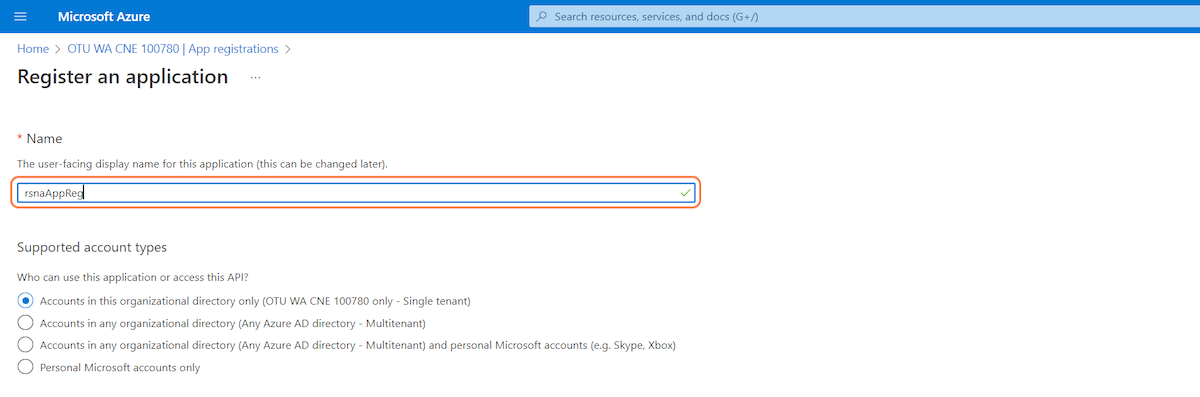 Microsoft Azure
Search resources, services, and docs (G+/)
Home > OTU WA CNE 100780 | App registrations >
Register an application ...
* Name
The user-facing display name for this application (this can be changed later).
rsnaAppReg
Supported account types
Who can use this application or access this API?
Accounts in this organizational directory only (OTU WA CNE 100780 only - Single tenant)
Accounts in any organizational directory (Any Azure AD directory - Multitenant)
Accounts in any organizational directory (Any Azure AD directory - Multitenant) and personal Microsoft accounts (e.g. Skype, Xbox)
Personal Microsoft accounts only